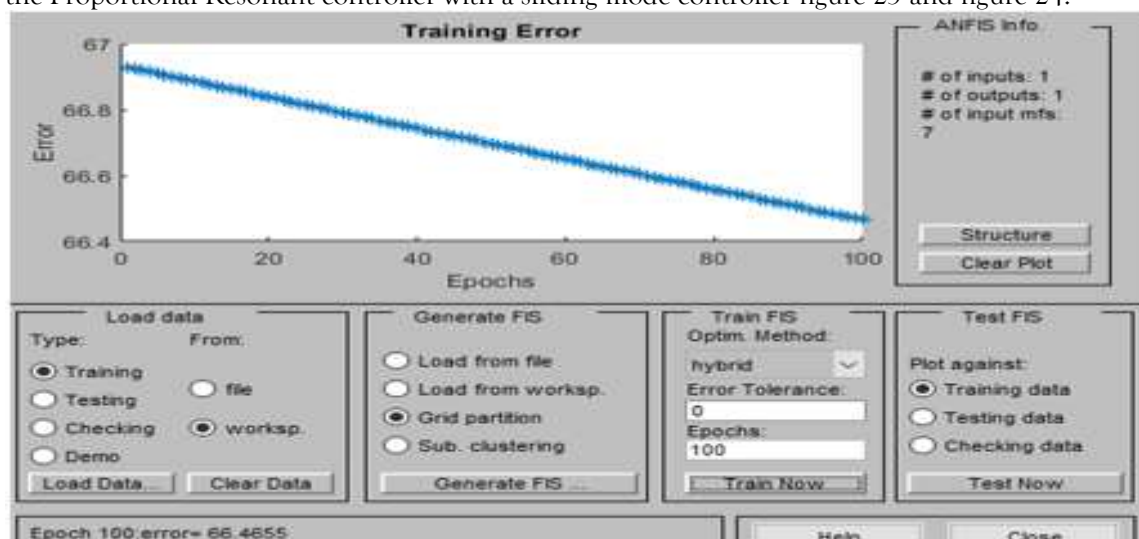 the Proportional Resonant controller with a sliding mode controller figure 23 and figure 24.
Training Error
67
66.8
66.6
66.4
Error
0 20 40 60 80 100
Epochs
ANFIS Info.
# of inputs: 1
# of outputs: 1
# of input mfs:
7
Structure
Clear Plot
Load data
Type: From:
Training
Testing
Checking
Demo
file
worksp.
Load Data... Clear Data
Generate FIS
Load from file
Load from worksp.
Grid partition
Sub. clustering
Generate FIS ...
Train FIS
Optim. Method:
hybrid
Error Tolerance:
0
Epochs:
100
Train Now
Test FIS
Plot against:
Training data
Testing data
Checking data
Test Now
Epoch 100:error= 66.4655
Help Close